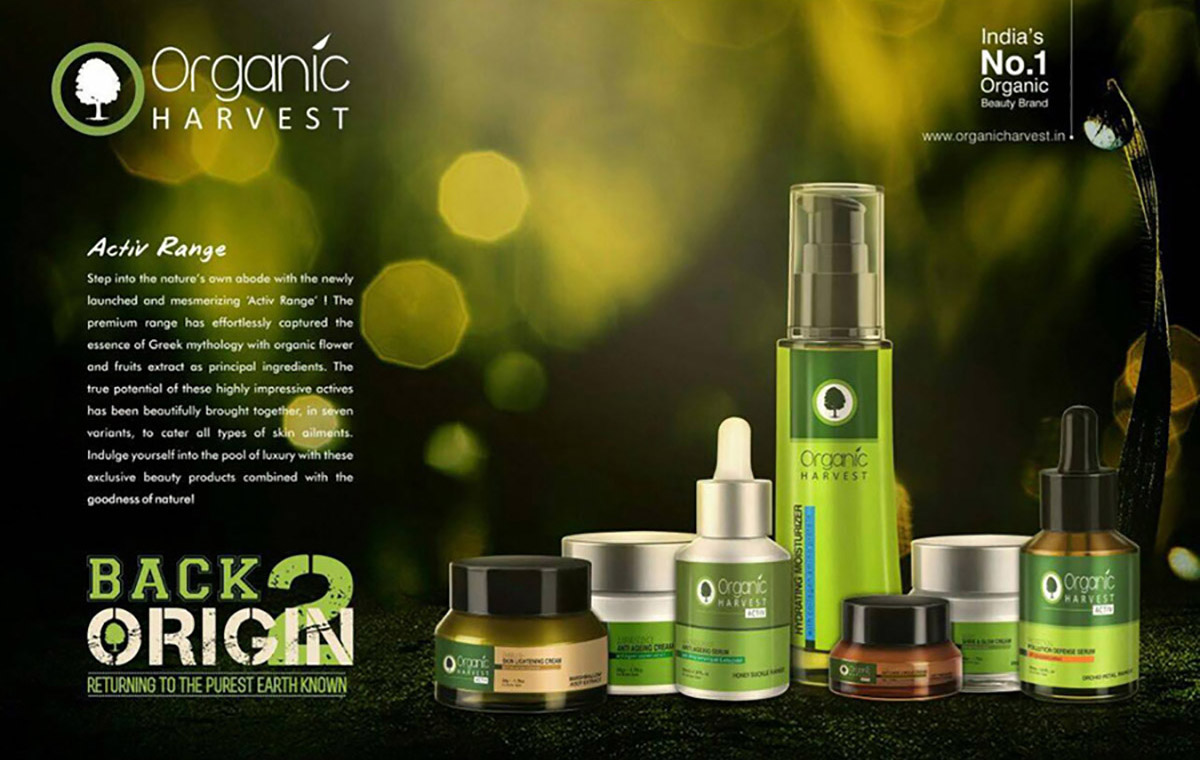 Organic
HARVEST
India's
No.1
Organic
Beauty Brand
www.organicharvest.in
Activ Range
Step into the nature's own abode with the newly
launched and mesmerizing 'Activ Range' ! The
premium range has effortlessly captured the
essence of Greek mythology with organic flower
and fruits extract as principal ingredients. The
true potential of these highly impressive actives
has been beautifully brought together, in seven
variants, to cater all types of skin ailments.
Indulge yourself into the pool of luxury with these
exclusive beauty products combined with the
goodness of nature!
BACK 2
ORIGIN
RETURNING TO THE PUREST EARTH KNOWN
Organic
HARVEST
ACTIV
SKIN LIGHTENING CREAM
MARSHMALLOW
ROOT EXTRACT
ANTI AGEING CREAM
Organic
HARVEST
ACTIV
ANTI AGEING SERUM
Organic
HARVEST
HYDRATING MOISTURIZER
Organic
SHINE & GLOW CREAM
Organic
HARVEST
ACTIV
POLLUTION DEFENSE SERUM